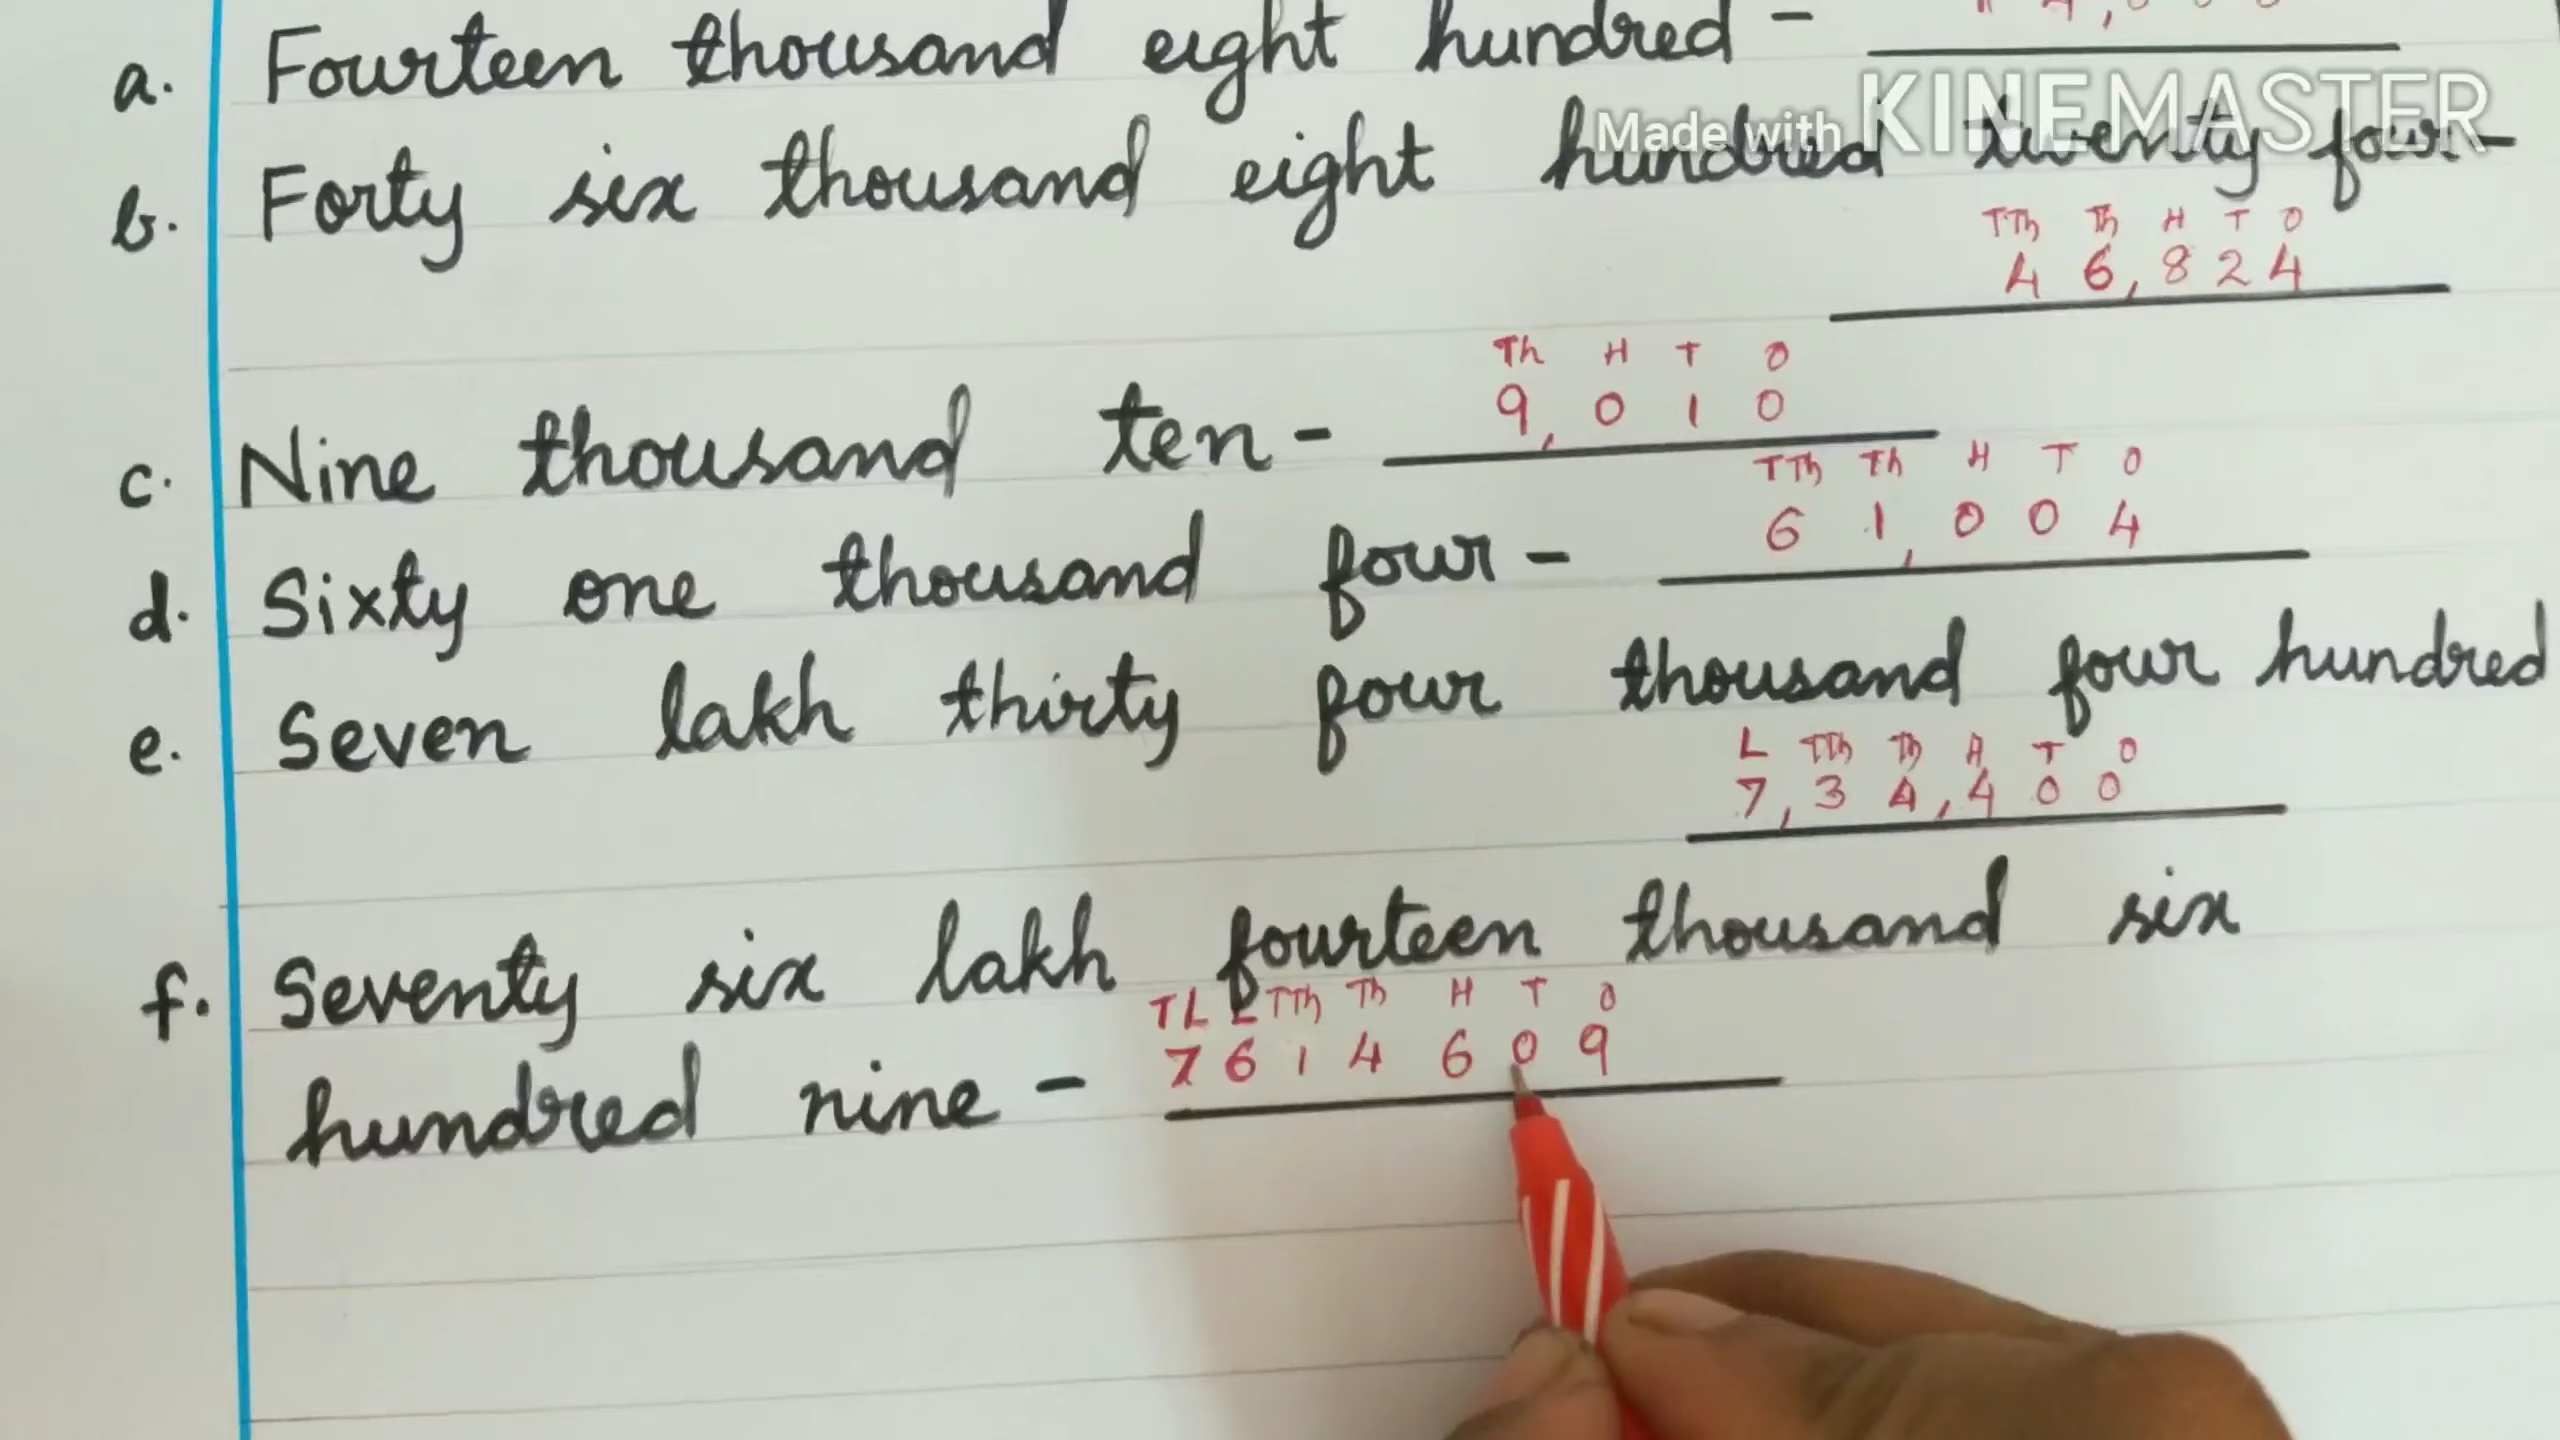 a. Fourteen thousand eight hundred -
Made with KINEMASTER
b. Forty six thousand eight hundred twenty four -
TTh Th H T O
4 6, 8 2 4
Th H T O
c. Nine thousand ten - 9, 0 1 0
TTh Th H T O
d. Sixty one thousand four - 6 1, 0 0 4
e. Seven lakh thirty four thousand four hundred
L TTh Th H T O
7, 3 4, 4 0 0
f. Seventy six lakh fourteen thousand six
TL L TTh Th H T O
hundred nine - 7 6 1 4 6 0 9